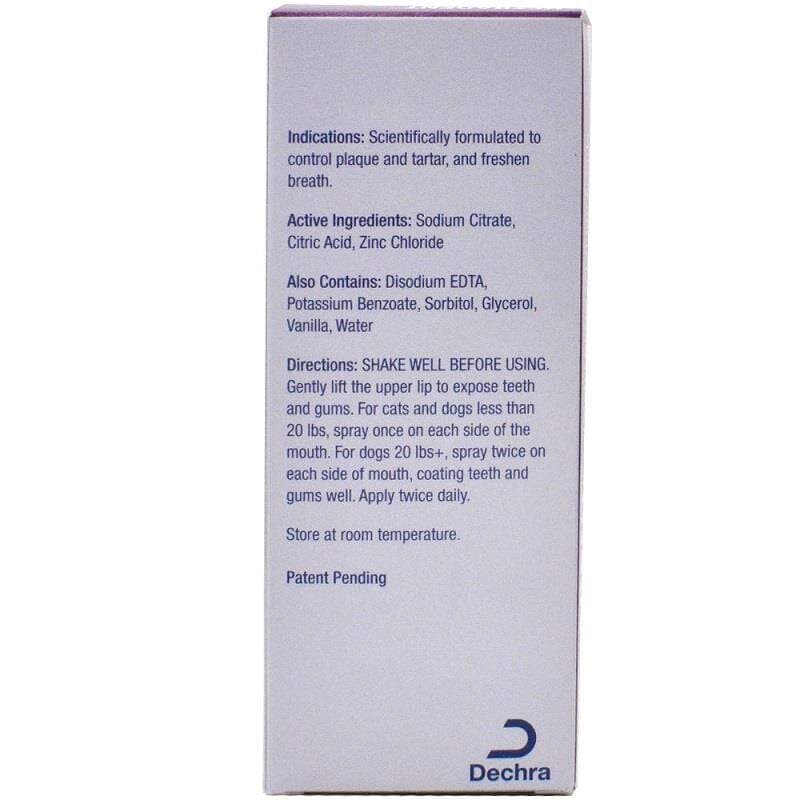 Indications: Scientifically formulated to
control plaque and tartar, and freshen
breath.
Active Ingredients: Sodium Citrate,
Citric Acid, Zinc Chloride
Also Contains: Disodium EDTA,
Potassium Benzoate, Sorbitol, Glycerol,
Vanilla, Water
Directions: SHAKE WELL BEFORE USING.
Gently lift the upper lip to expose teeth
and gums. For cats and dogs less than
20 lbs, spray once on each side of the
mouth. For dogs 20 lbs+, spray twice on
each side of mouth, coating teeth and
gums well. Apply twice daily.
Store at room temperature.
Patent Pending
Dechra